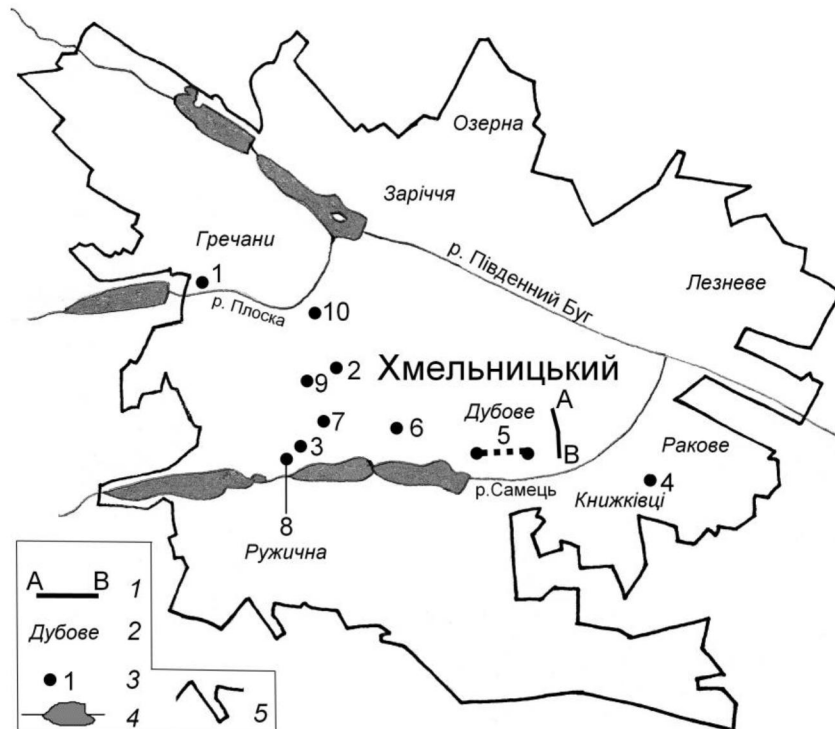 Озерна
Заріччя
Гречани
р. Південний Буг
Лезневе
1
р. Плоска
10
2
9
Хмельницький
Дубове
A
7
6
5
3
B
Ракове
4
р.Самець
Книжківці
8
Ружична
A B 1
Дубове 2
1 3
4
5